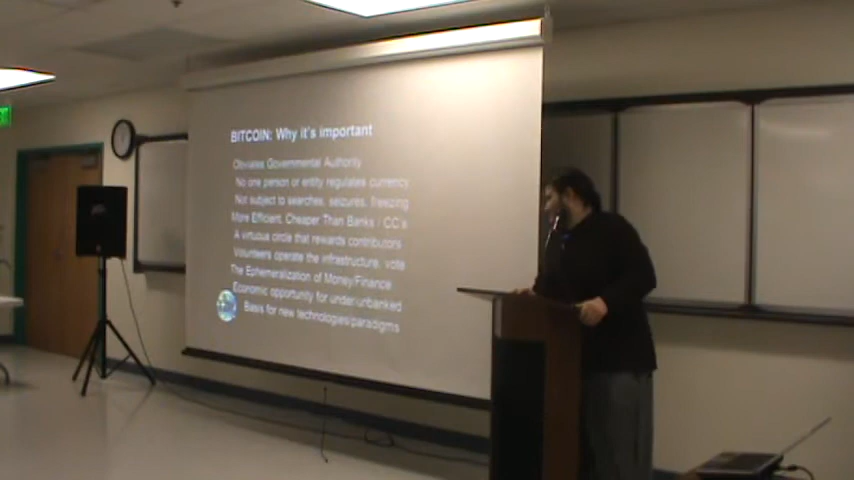 BITCOIN: Why it's important
Obviates Governmental Authority
No one person or entity regulates currency
Not subject to searches, seizures, freezing
More Efficient, Cheaper Than Banks / CC's
A virtuous circle that rewards contributors
Volunteers operate the infrastructure, vote
The Ephemeralization of Money/Finance
Economic opportunity for under/unbanked
Basis for new technologies/paradigms